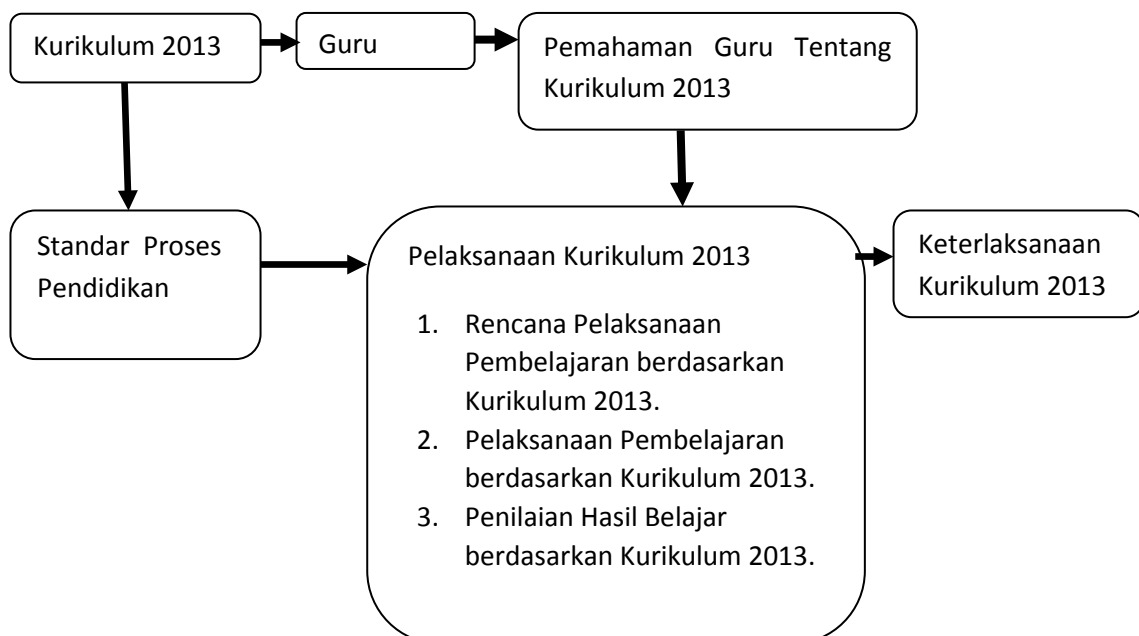 Kurikulum 2013
Guru
Pemahaman Guru Tentang
Kurikulum 2013
Standar Proses
Pendidikan
Pelaksanaan Kurikulum 2013
1. Rencana Pelaksanaan
Pembelajaran berdasarkan
Kurikulum 2013.
2. Pelaksanaan Pembelajaran
berdasarkan Kurikulum 2013.
3. Penilaian Hasil Belajar
berdasarkan Kurikulum 2013.
Keterlaksanaan
Kurikulum 2013